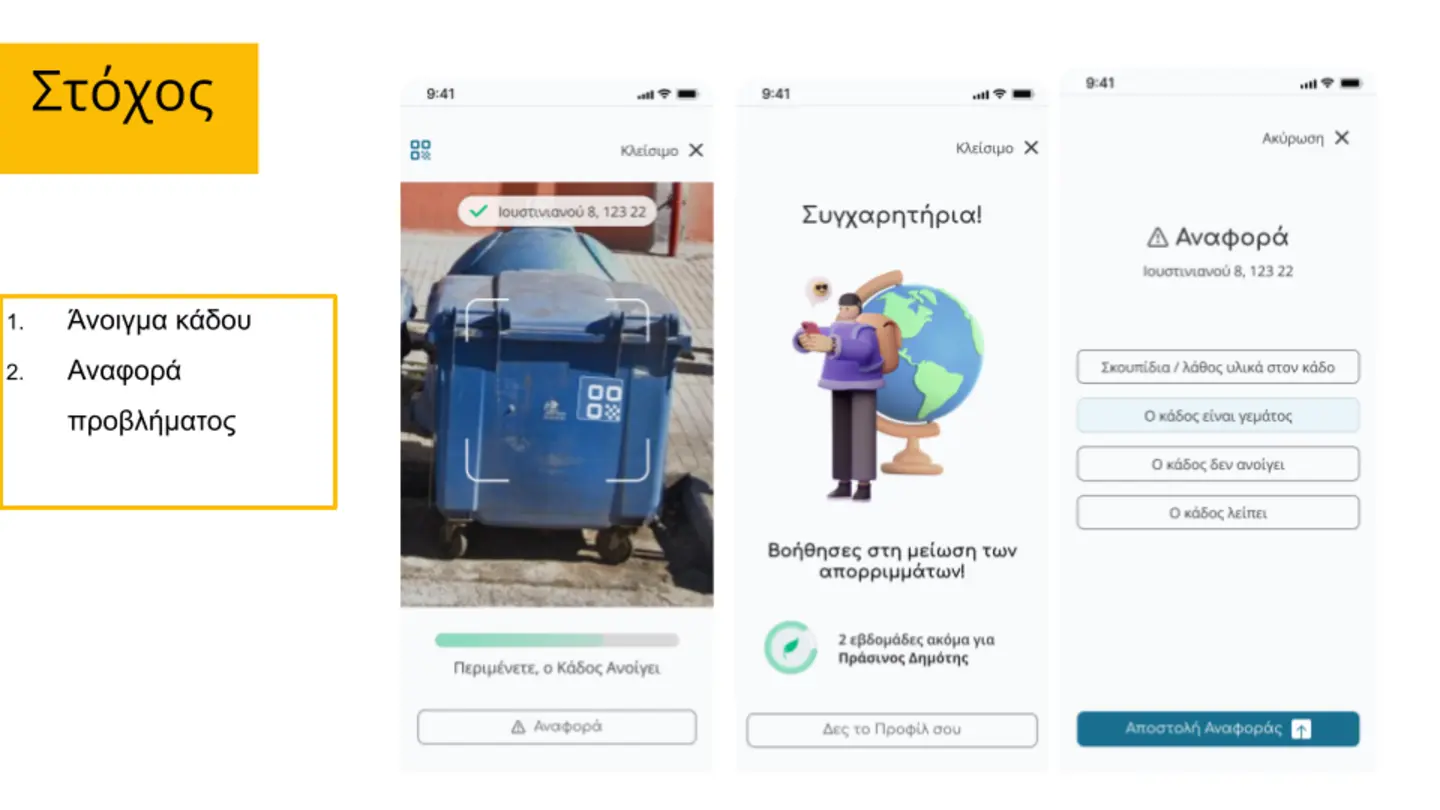 Στόχος
1. Άνοιγμα κάδου
2. Αναφορά
προβλήματος
9:41
Κλείσιμο
Ιουστινιανού 8, 123 22
Περιμένετε, ο Κάδος Ανοίγει
Αναφορά
9:41
Κλείσιμο
Συγχαρητήρια!
Βοήθησες στη μείωση των
απορριμμάτων!
2 εβδομάδες ακόμα για
Πράσινος Δημότης
Δες το Προφίλ σου
9:41
Ακύρωση
Αναφορά
Ιουστινιανού 8, 123 22
Σκουπίδια / λάθος υλικά στον κάδο
Ο κάδος είναι γεμάτος
Ο κάδος δεν ανοίγει
Ο κάδος λείπει
Αποστολή Αναφοράς